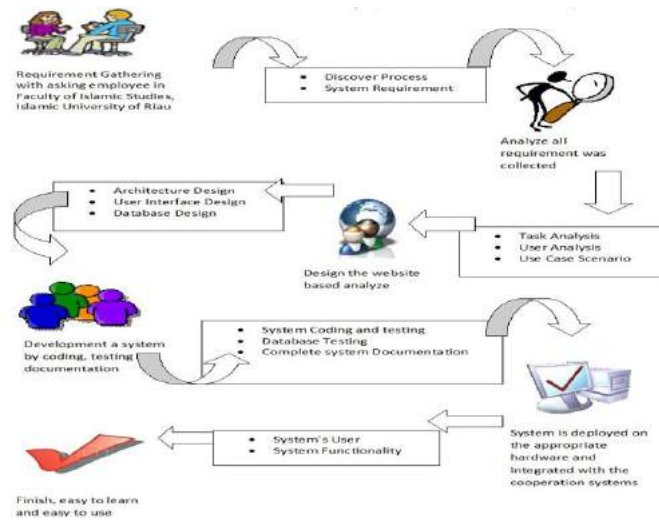 Requirement Gathering
with asking employee in
Faculty of Islamic Studies,
Islamic University of Riau
• Discover Process
• System Requirement
Analyze all
requirement was
collected
• Task Analysis
• User Analysis
• Use Case Scenario
Design the website
based analyze
• Architecture Design
• User Interface Design
• Database Design
Development a system
by coding, testing
documentation
• System Coding and testing
• Database Testing
• Complete system Documentation
System is deployed on
the appropriate
hardware and
Integrated with the
cooperation systems
• System's User
• System Functionality
Finish, easy to learn
and easy to use